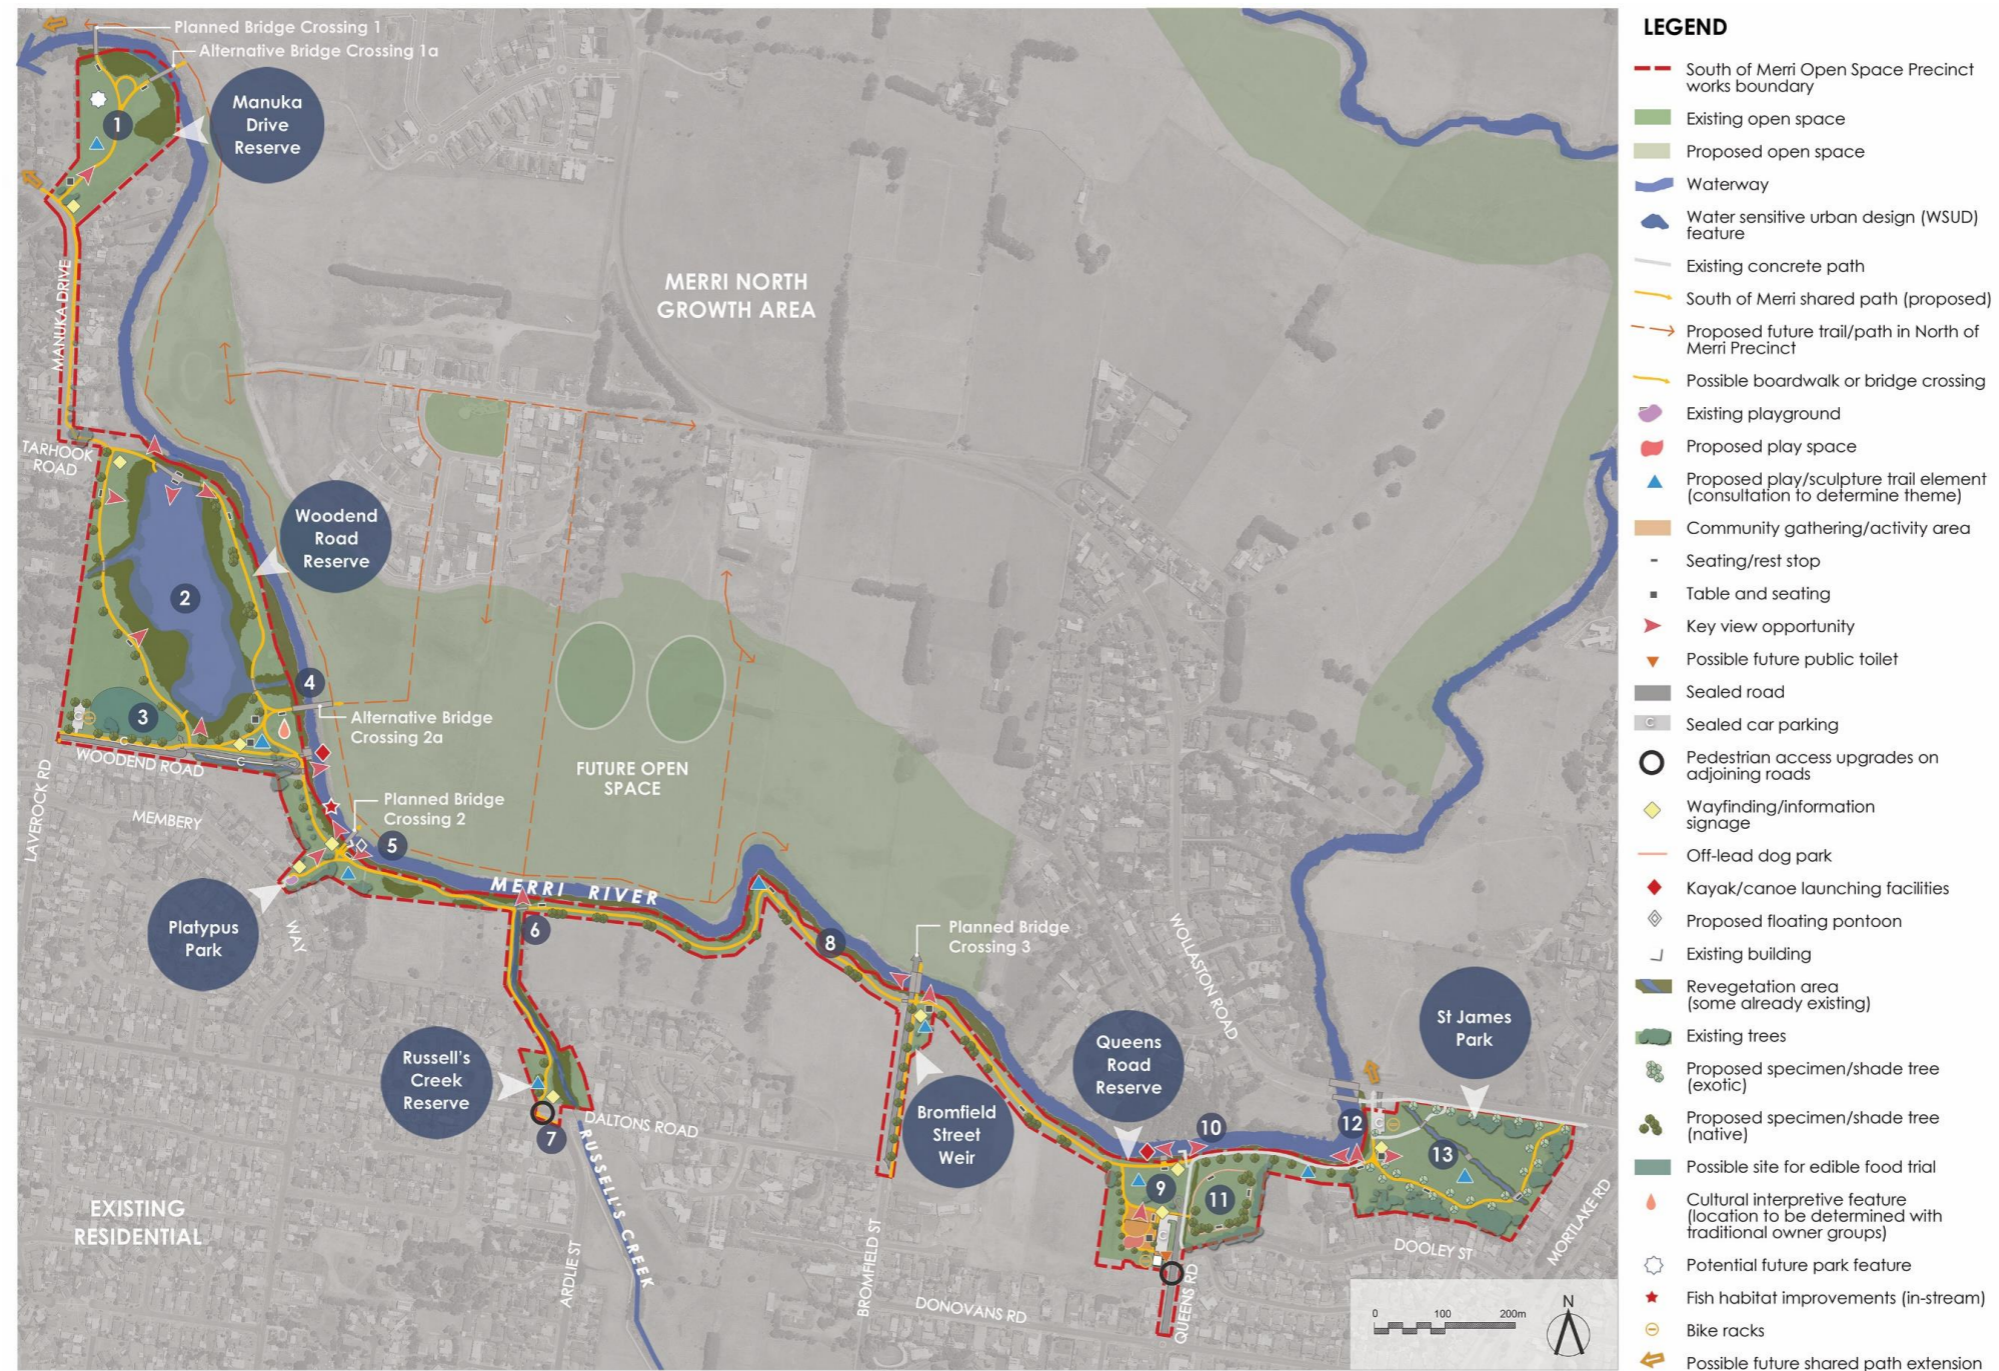 Planned Bridge Crossing 1
Alternative Bridge Crossing 1a
Manuka
Drive
Reserve
1
MANUKA DRIVE
MERRI NORTH
GROWTH AREA
TARHOOK
ROAD
Woodend
Road
Reserve
2
4
3
Alternative Bridge
Crossing 2a
C
C
C
WOODEND ROAD
LAVEROCK RD
FUTURE OPEN
SPACE
Planned Bridge
Crossing 2
MEMBERY
WAY
5
MERRI RIVER
Platypus
Park
6
8
Planned Bridge
Crossing 3
WOLLASTON ROAD
Russell's
Creek
Reserve
7
DALTONS ROAD
RUSSELL'S CREEK
ARDLIE ST
Bromfield
Street
Weir
BROMFIELD ST
Queens
Road
Reserve
St James
Park
10
12
C
13
9
11
C
DOOLEY ST
MORTLAKE RD
DONOVANS RD
QUEENS RD
EXISTING
RESIDENTIAL
0 100 200m
N
LEGEND
South of Merri Open Space Precinct
works boundary
Existing open space
Proposed open space
Waterway
Water sensitive urban design (WSUD)
feature
Existing concrete path
South of Merri shared path (proposed)
Proposed future trail/path in North of
Merri Precinct
Possible boardwalk or bridge crossing
Existing playground
Proposed play space
Proposed play/sculpture trail element
(consultation to determine theme)
Community gathering/activity area
Seating/rest stop
Table and seating
Key view opportunity
Possible future public toilet
Sealed road
C
Sealed car parking
Pedestrian access upgrades on
adjoining roads
Wayfinding/information
signage
Off-lead dog park
Kayak/canoe launching facilities
Proposed floating pontoon
Existing building
Revegetation area
(some already existing)
Existing trees
Proposed specimen/shade tree
(exotic)
Proposed specimen/shade tree
(native)
Possible site for edible food trial
Cultural interpretive feature
(location to be determined with
traditional owner groups)
Potential future park feature
Fish habitat improvements (in-stream)
Bike racks
Possible future shared path extension